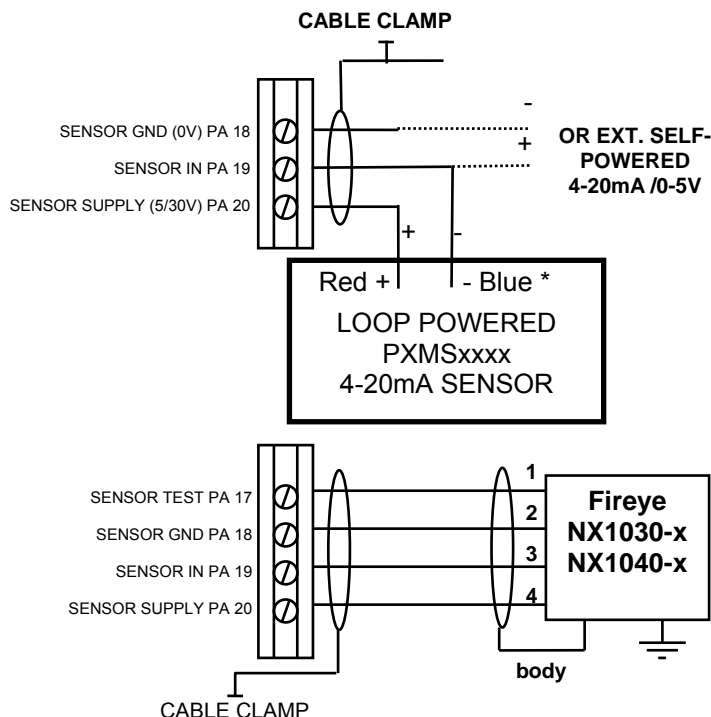 CABLE CLAMP
SENSOR GND (0V) PA 18
SENSOR IN PA 19
SENSOR SUPPLY (5/30V) PA 20
-
+
OR EXT. SELF-
POWERED
4-20mA /0-5V
+ -
Red + - Blue *
LOOP POWERED
PXMSxxxx
4-20mA SENSOR
SENSOR TEST PA 17
SENSOR GND PA 18
SENSOR IN PA 19
SENSOR SUPPLY PA 20
1
2
3
4
Fireye
NX1030-x
NX1040-x
body
CABLE CLAMP